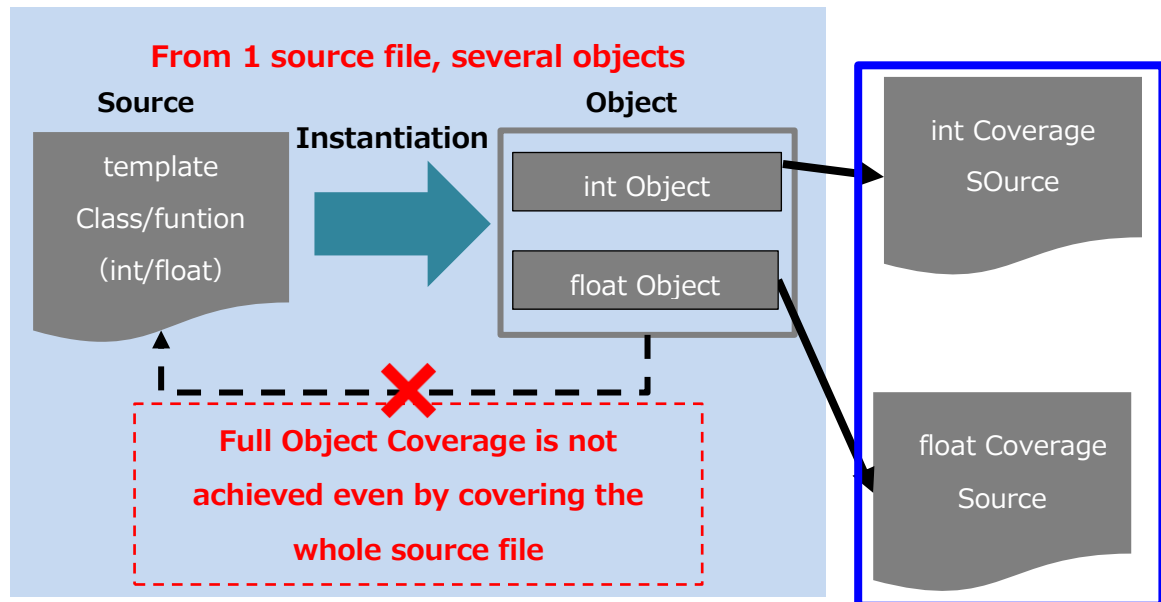 From 1 source file, several objects
Source
Object
Instantiation
template
Class/funtion
（int/float）
int Object
float Object
int Coverage
SOurce
float Coverage
Source
Full Object Coverage is not
achieved even by covering the
whole source file